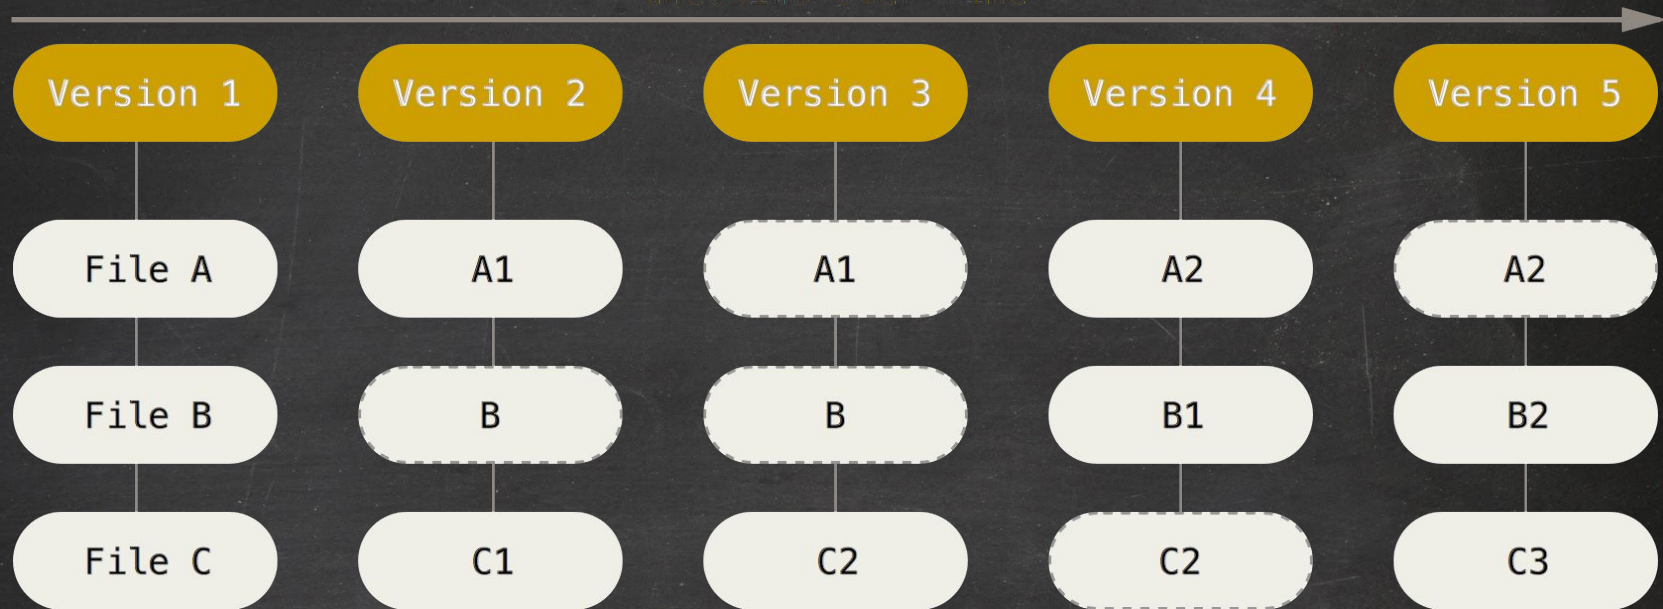 Version 1 Version 2 Version 3 Version 4 Version 5
File A A1 A1 A2 A2
File B B B B1 B2
File C C1 C2 C2 C3